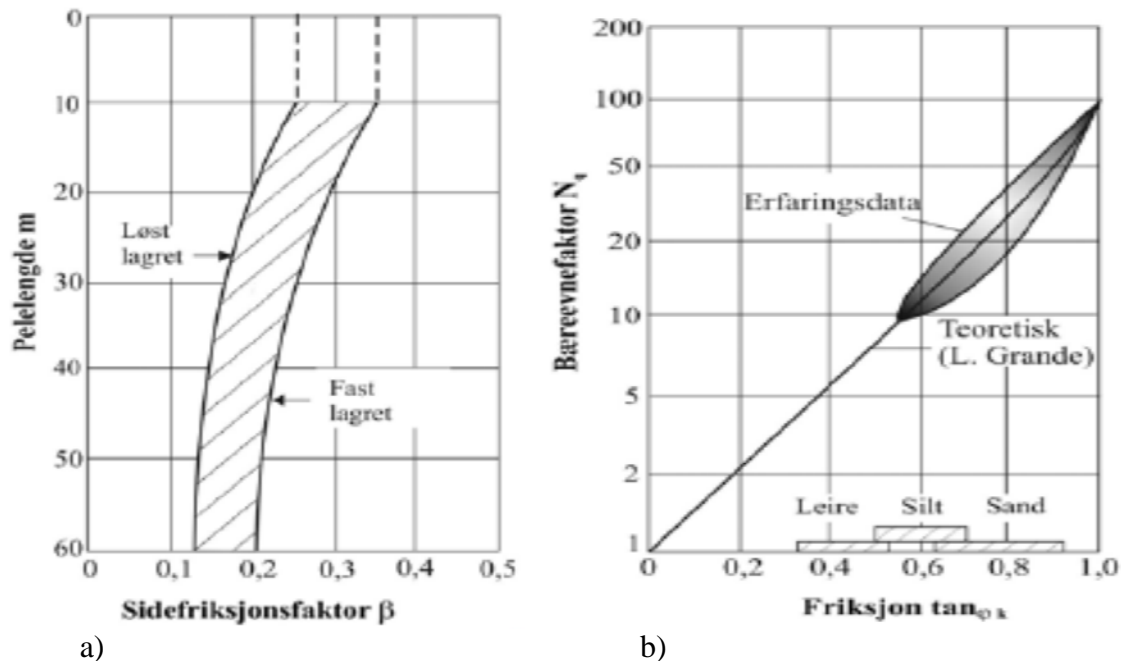 0
10
20
30
40
50
60
Pelelengde m
Løst
lagret
Fast
lagret
0 0,1 0,2 0,3 0,4 0,5
Sidefriksjonsfaktor β
a)
200
100
50
20
10
5
2
1
Bæreevnefaktor Nq
Erfaringsdata
Teoretisk
(L. Grande)
Leire Silt Sand
0 0,2 0,4 0,6 0,8 1,0
Friksjon tanφ k
b)